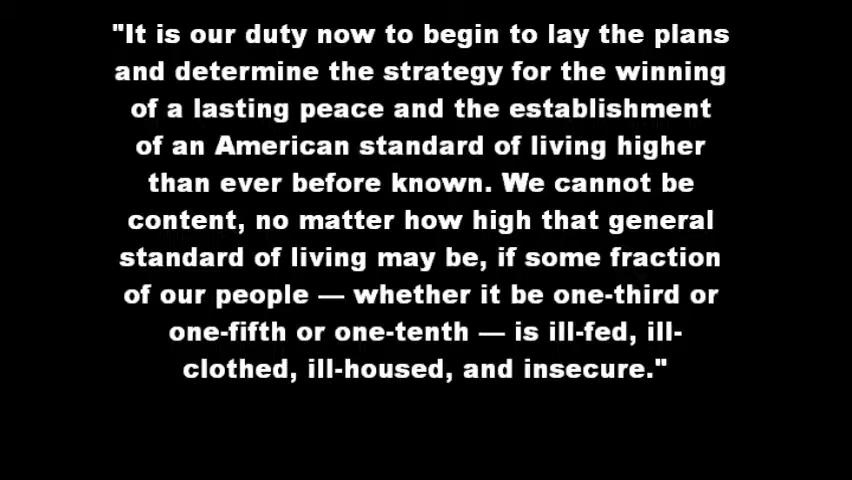 "It is our duty now to begin to lay the plans
and determine the strategy for the winning
of a lasting peace and the establishment
of an American standard of living higher
than ever before known. We cannot be
content, no matter how high that general
standard of living may be, if some fraction
of our people — whether it be one-third or
one-fifth or one-tenth — is ill-fed, ill-
clothed, ill-housed, and insecure."